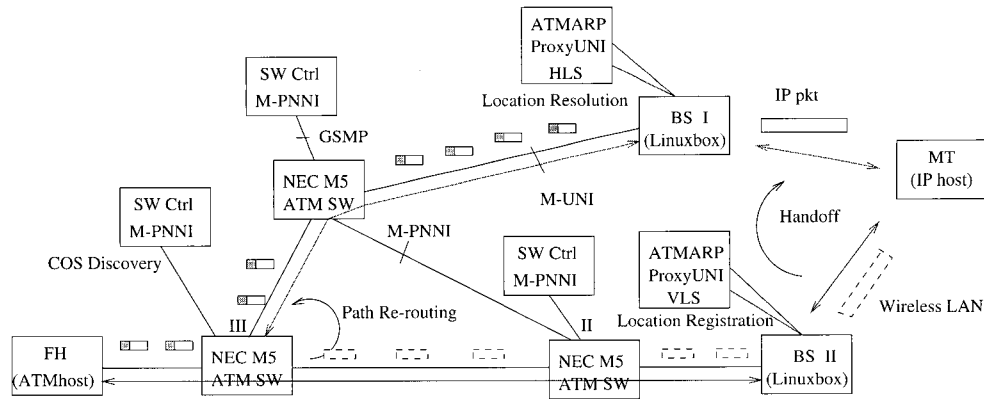 ATMARP
ProxyUNI
HLS
SW Ctrl
M-PNNI
Location Resolution
IP pkt
GSMP
BS I
(Linuxbox)
MT
(IP host)
NEC M5
ATM SW
M-UNI
SW Ctrl
M-PNNI
Handoff
M-PNNI
SW Ctrl
M-PNNI
ATMARP
ProxyUNI
VLS
COS Discovery
Wireless LAN
Path Re-routing
Location Registration
III
II
FH
(ATMhost)
NEC M5
ATM SW
NEC M5
ATM SW
BS II
(Linuxbox)